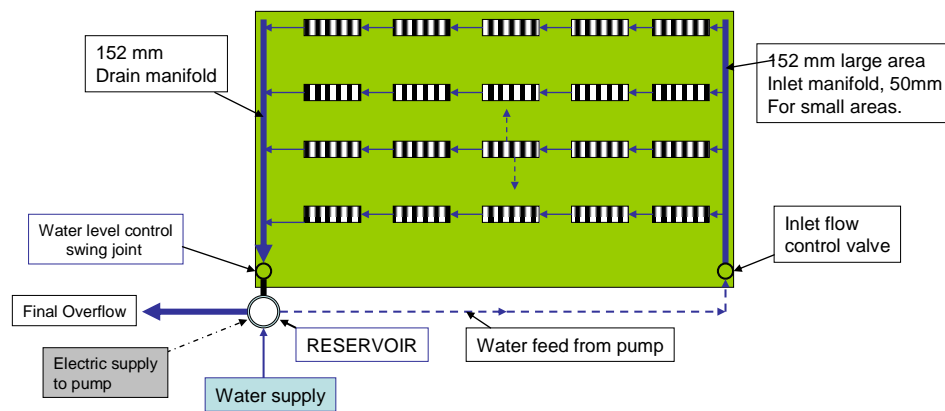 152 mm
Drain manifold
152 mm large area
Inlet manifold, 50mm
For small areas.
Water level control
swing joint
Inlet flow
control valve
Final Overflow
RESERVOIR
Water feed from pump
Electric supply
to pump
Water supply